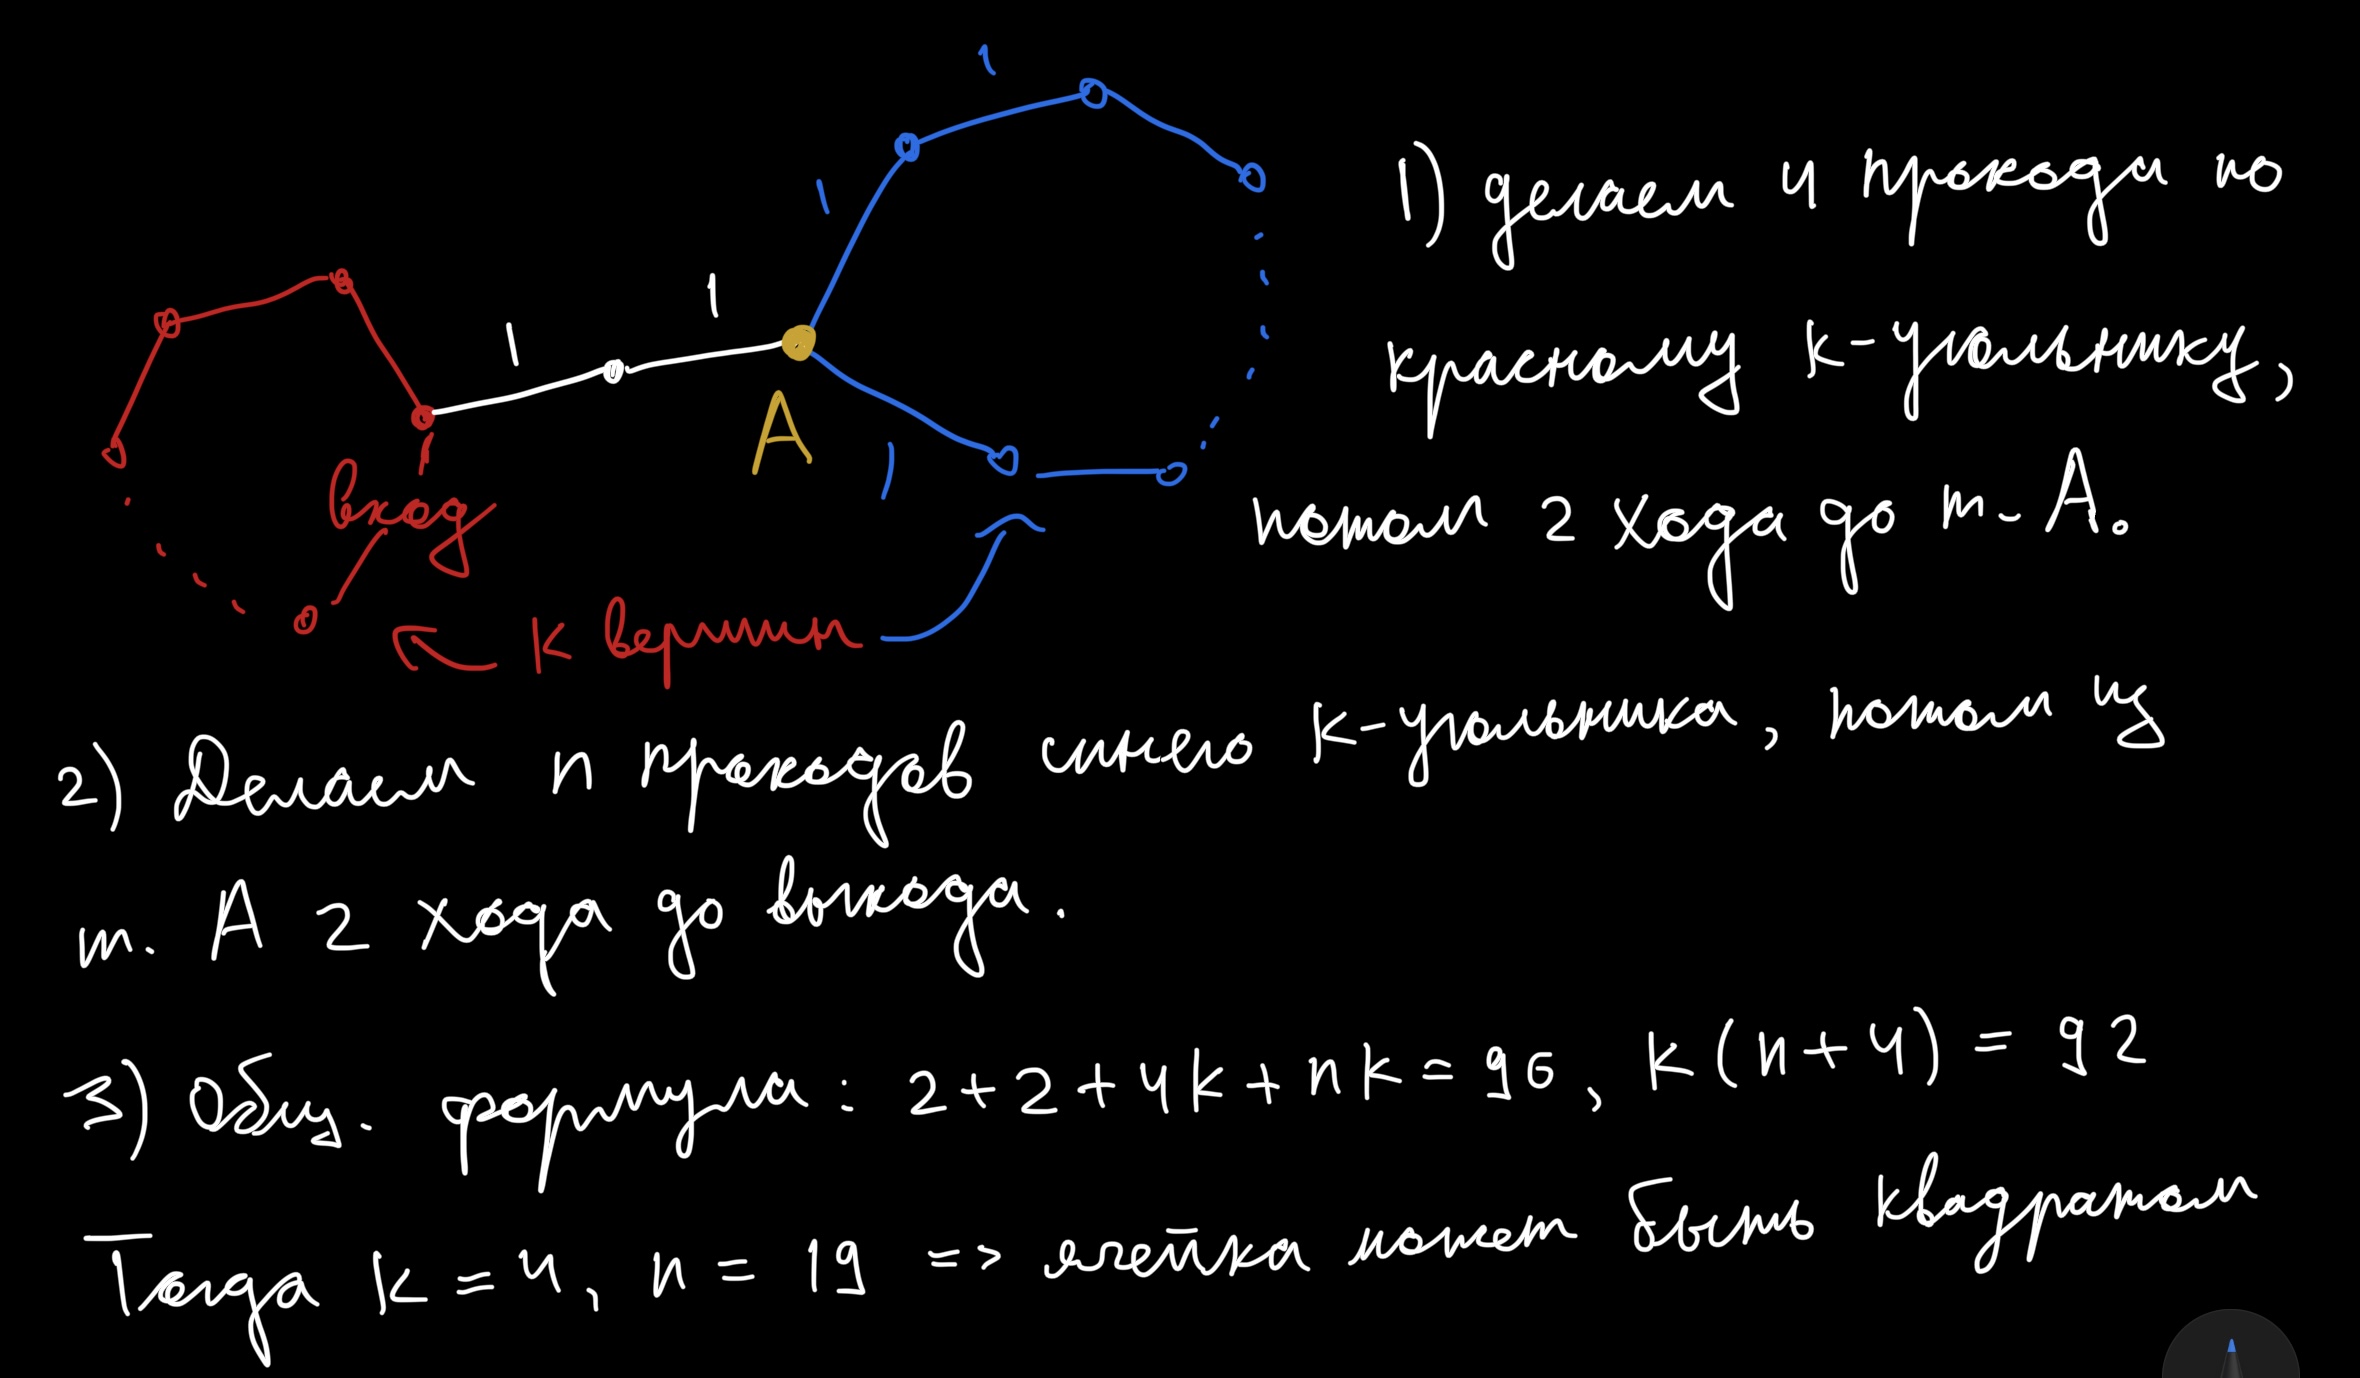 1
1
1
1
1
A
вход
k вершин
1) делаем 4 прохода по
красному k-угольнику,
потом 2 хода до т. A.
2) Делаем n проходов синего k-угольника, потом из
т. A 2 хода до выхода.
3) Общ. формула: 2+2+4k+nk=96, k(n+4)=92
Тогда k=4, n=19 => ячейка может быть квадратом